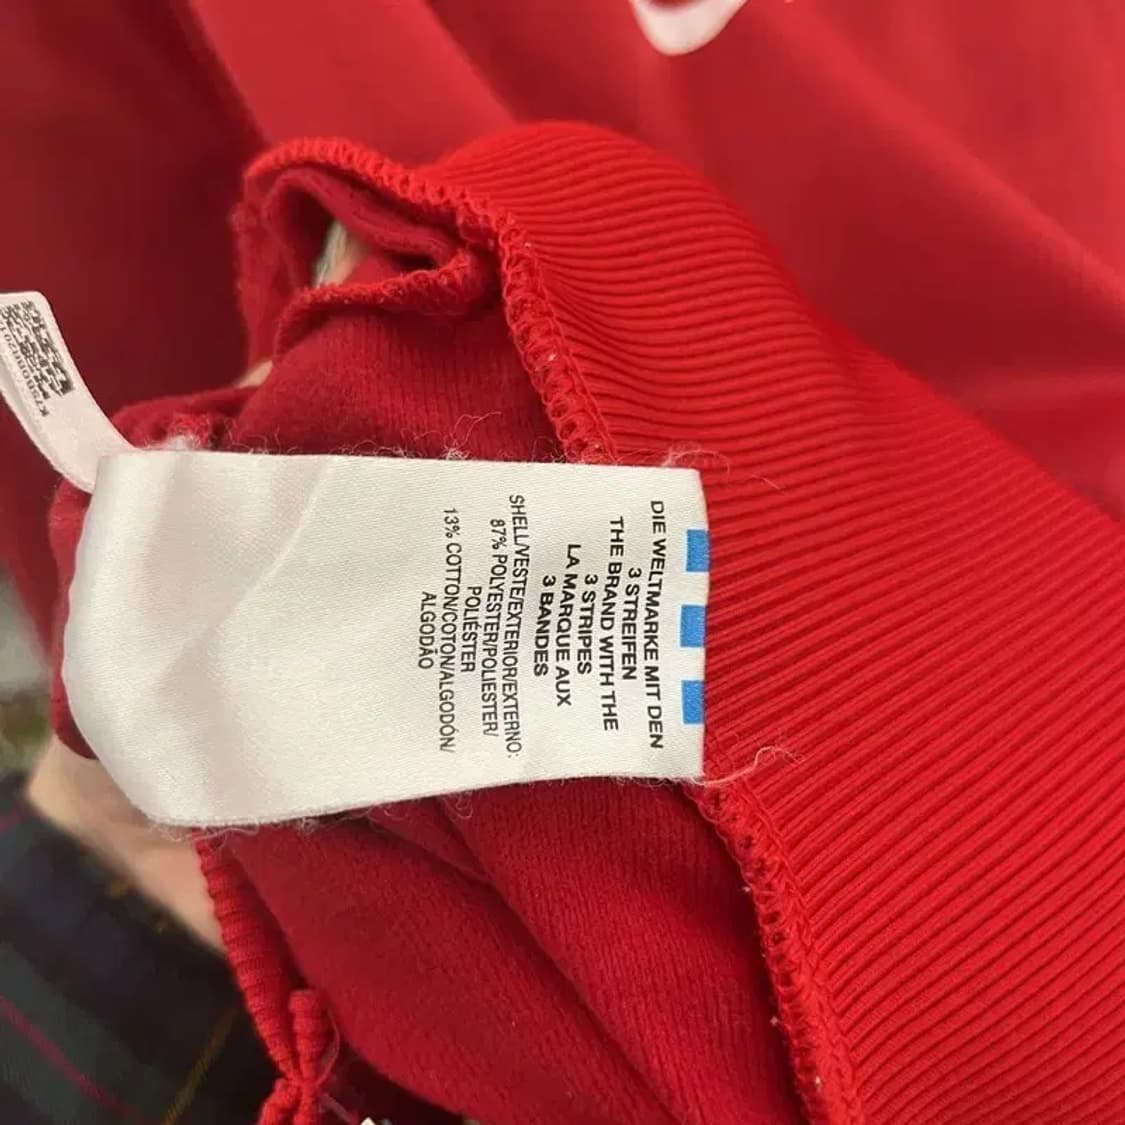 DIE WELTMARKE MIT DEN
3 STREIFEN
THE BRAND WITH THE
3 STRIPES
LA MARQUE AUX
3 BANDES
SHELL/VESTE/EXTERIOR/EXTERNO:
87% POLYESTER/POLIESTER/
POLIÉSTER
13% COTTON/COTON/ALGODÓN/
ALGODÃO